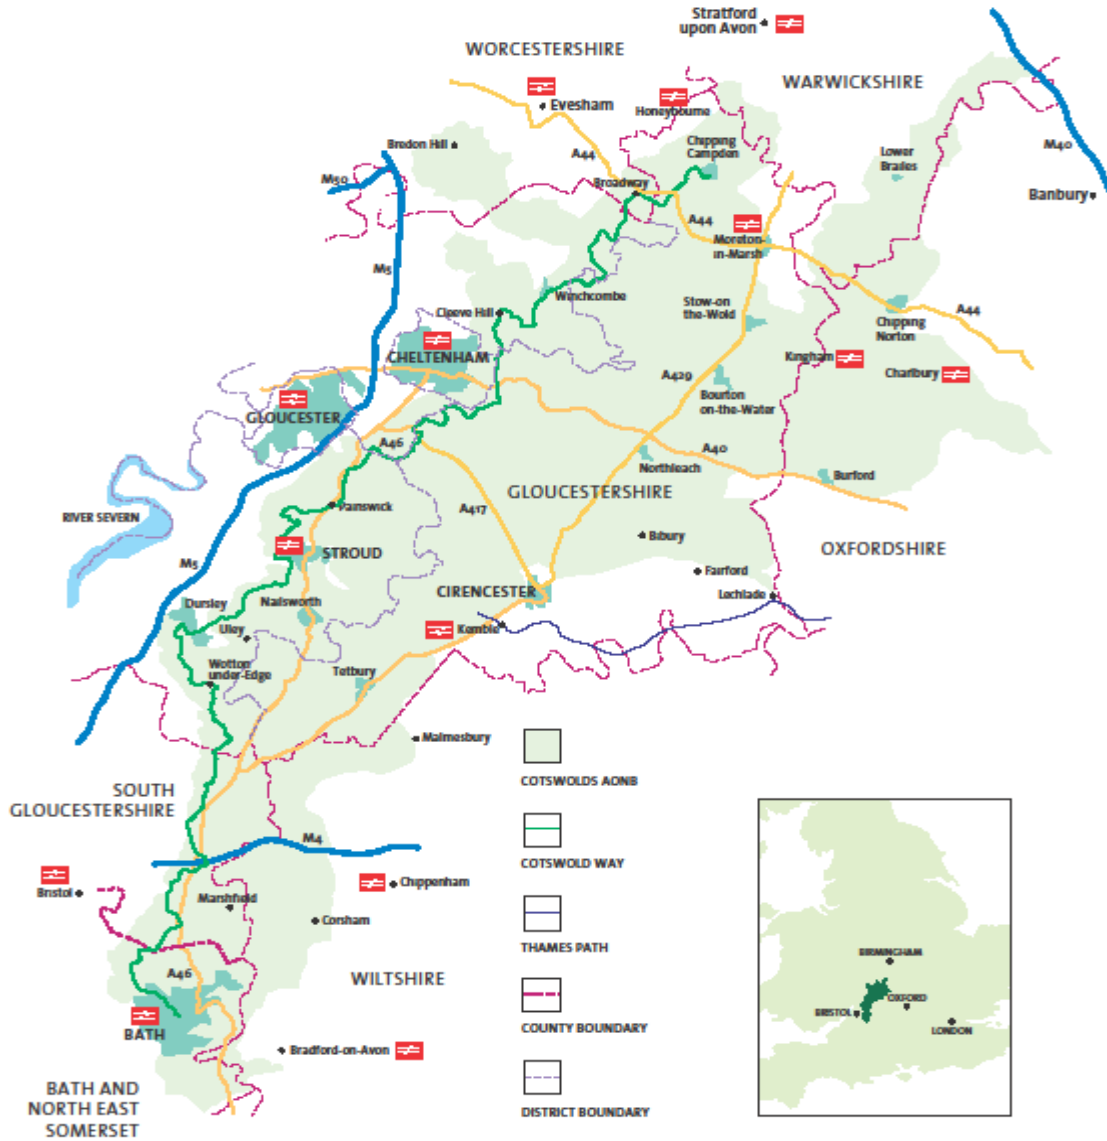 Stratford
upon Avon
WORCESTERSHIRE
WARWICKSHIRE
Evesham
Honeybourne
M40
Bredon Hill
A44
Chipping
Campden
Lower
Brailes
M50
Broadway
Banbury
A44
Moreton-
in-Marsh
M5
Winchcombe
Stow-on
the-Wold
Cleeve Hill
Chipping
Norton
A44
CHELTENHAM
Kingham
Charlbury
A429
GLOUCESTER
Bourton
on-the-Water
A46
A40
Northleach
Burford
GLOUCESTERSHIRE
Painswick
A417
RIVER SEVERN
Bibury
STROUD
OXFORDSHIRE
M5
Fairford
CIRENCESTER
Lechlade
Dursley
Nailsworth
Uley
Kemble
Wotton
under-Edge
Tetbury
Malmesbury
COTSWOLDS AONB
SOUTH
GLOUCESTERSHIRE
M4
COTSWOLD WAY
Bristol
Chippenham
Marshfield
Corsham
THAMES PATH
A46
WILTSHIRE
BIRMINGHAM
BRISTOL
OXFORD
LONDON
BATH
COUNTY BOUNDARY
Bradford-on-Avon
BATH AND
NORTH EAST
SOMERSET
DISTRICT BOUNDARY